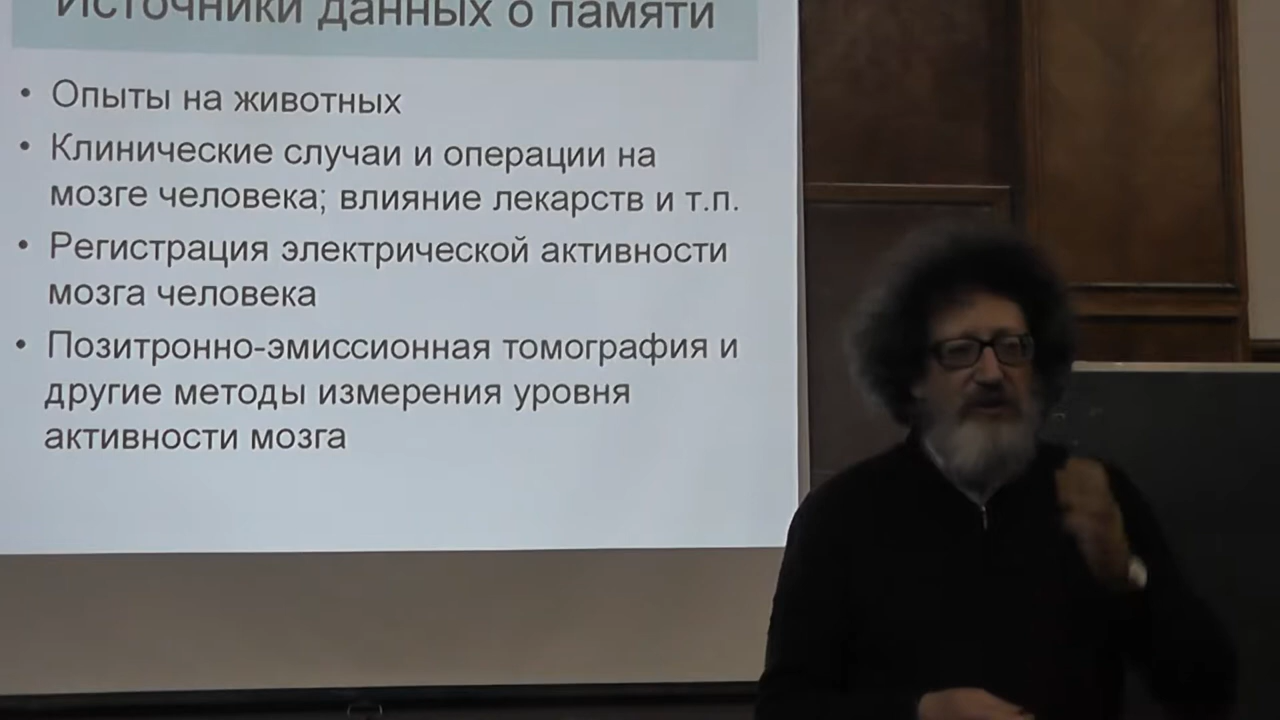 Источники данных о памяти
• Опыты на животных
• Клинические случаи и операции на
мозге человека; влияние лекарств и т.п.
• Регистрация электрической активности
мозга человека
• Позитронно-эмиссионная томография и
другие методы измерения уровня
активности мозга